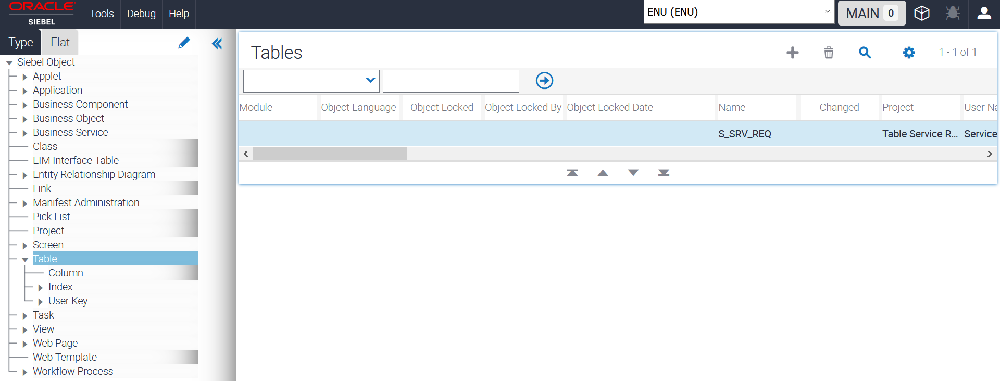 ORACLE
SIEBEL
Tools
Debug
Help
ENU (ENU)
MAIN 0
Type
Flat
Siebel Object
Applet
Application
Business Component
Business Object
Business Service
Class
EIM Interface Table
Entity Relationship Diagram
Link
Manifest Administration
Pick List
Project
Screen
Table
Column
Index
User Key
Task
View
Web Page
Web Template
Workflow Process
Tables
1 - 1 of 1
Module Object Language Object Locked Object Locked By Object Locked Date Name Changed Project User Na
S_SRV_REQ Table Service R... Service